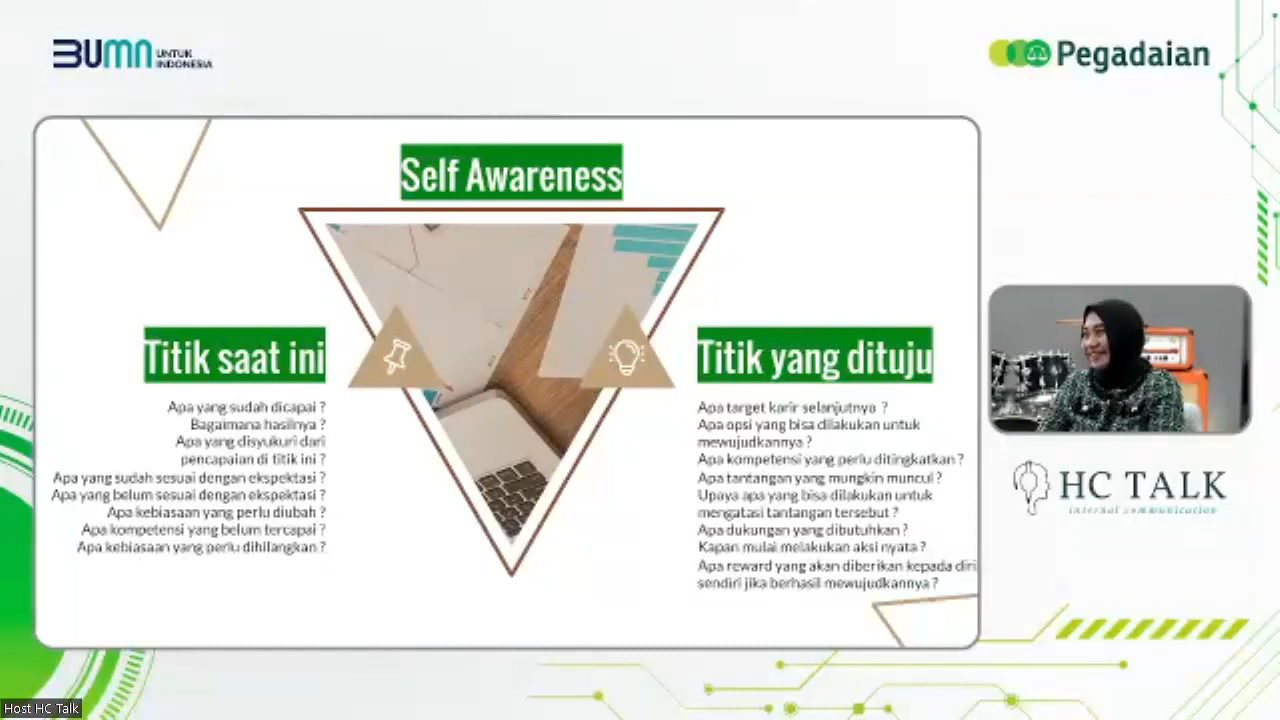 BUMN
UNTUK
INDONESIA
Pegadaian
Self Awareness
Titik saat ini
Apa yang sudah dicapai ?
Bagaimana hasilnya ?
Apa yang disyukuri dari
pencapaian di titik ini ?
Apa yang sudah sesuai dengan ekspektasi ?
Apa yang belum sesuai dengan ekspektasi ?
Apa kebiasaan yang perlu diubah ?
Apa kompetensi yang belum tercapai ?
Apa kebiasaan yang perlu dihilangkan ?
Titik yang dituju
Apa target karir selanjutnya ?
Apa opsi yang bisa dilakukan untuk
mewujudkannya ?
Apa kompetensi yang perlu ditingkatkan ?
Apa tantangan yang mungkin muncul ?
Upaya apa yang bisa dilakukan untuk
mengatasi tantangan tersebut ?
Apa dukungan yang dibutuhkan ?
Kapan mulai melakukan aksi nyata ?
Apa reward yang akan diberikan kepada diri
sendiri jika berhasil mewujudkannya ?
HC TALK
internal communication
Host HC Talk